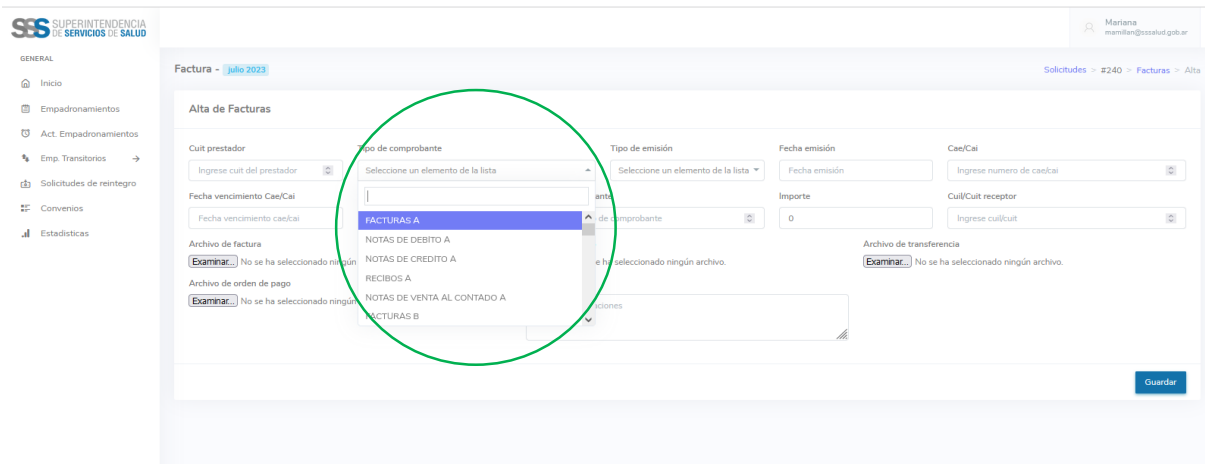 SSS SUPERINTENDENCIA
DE SERVICIOS DE SALUD
Mariana
mamillan@sssalud.gob.ar
GENERAL
Inicio
Empadronamientos
Act. Empadronamientos
Emp. Transitorios
Solicitudes de reintegro
Convenios
Estadisticas
Factura - julio 2023
Solicitudes > #240 > Facturas > Alta
Alta de Facturas
Cuit prestador
Tipo de comprobante
Tipo de emisión
Fecha emisión
Cae/Cai
Ingrese cuit del prestador
Seleccione un elemento de la lista
Seleccione un elemento de la lista
Fecha emisión
Ingrese numero de cae/cai
Fecha vencimiento Cae/Cai
ante
Importe
Cuil/Cuit receptor
Fecha vencimiento cae/cai
de comprobante
0
Ingrese cuil/cuit
FACTURAS A
NOTAS DE DEBITO A
NOTAS DE CREDITO A
RECIBOS A
NOTAS DE VENTA AL CONTADO A
FACTURAS B
Archivo de factura
Archivo de transferencia
Examinar... No se ha seleccionado ningún
e ha seleccionado ningún archivo.
Examinar... No se ha seleccionado ningún archivo.
Archivo de orden de pago
Examinar... No se ha seleccionado ningún
ciones
Guardar